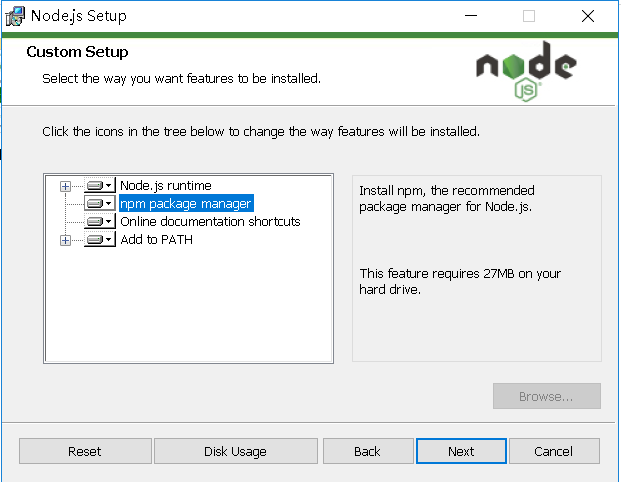 Node.js Setup
Custom Setup
Select the way you want features to be installed.
node
JS
Click the icons in the tree below to change the way features will be installed.
Node.js runtime
npm package manager
Online documentation shortcuts
Add to PATH
Install npm, the recommended
package manager for Node.js.
This feature requires 27MB on your
hard drive.
Browse...
Reset
Disk Usage
Back
Next
Cancel